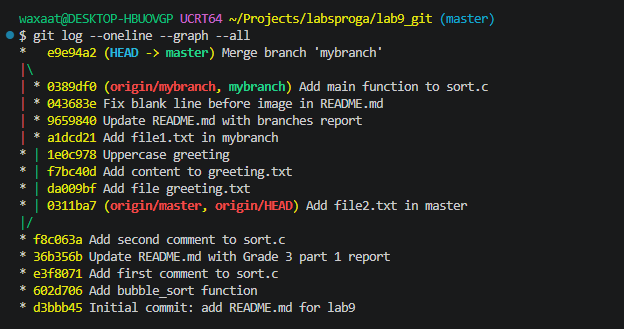 waxaat@DESKTOP-HBUOVGP UCRT64 ~/Projects/labsproga/lab9_git (master)
$ git log --oneline --graph --all
*   e9e94a2 (HEAD -> master) Merge branch 'mybranch'
|\
| * 0389df0 (origin/mybranch, mybranch) Add main function to sort.c
| * 043683e Fix blank line before image in README.md
| * 9659840 Update README.md with branches report
| * a1dcd21 Add file1.txt in mybranch
* | 1e0c978 Uppercase greeting
* | f7bc40d Add content to greeting.txt
* | da009bf Add file greeting.txt
* | 0311ba7 (origin/master, origin/HEAD) Add file2.txt in master
|/
* f8c063a Add second comment to sort.c
* 36b356b Update README.md with Grade 3 part 1 report
* e3f8071 Add first comment to sort.c
* 602d706 Add bubble_sort function
* d3bbb45 Initial commit: add README.md for lab9